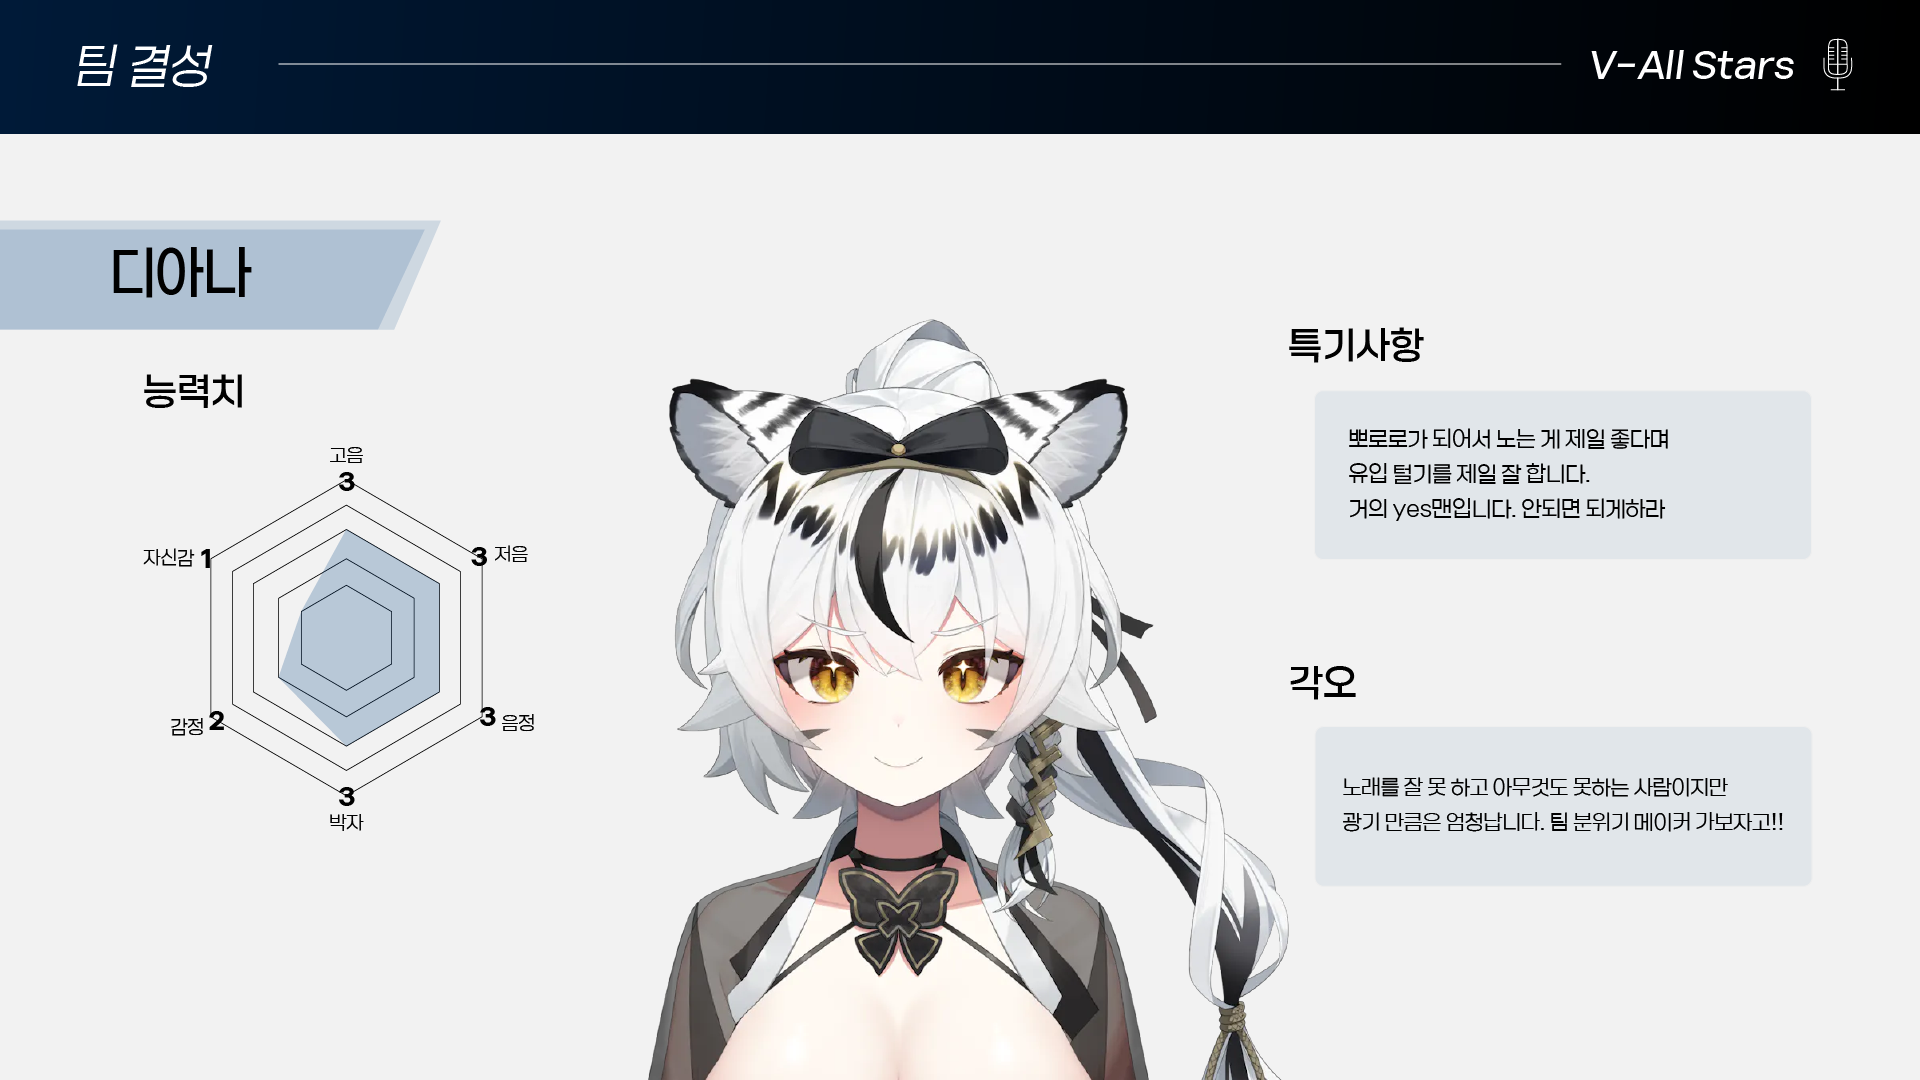 팀 결성
V-All Stars
디아나
능력치
고음
3
자신감 1
3 저음
감정 2
3 음정
3
박자
특기사항
뽀로로가 되어서 노는 게 제일 좋다며
유입 털기를 제일 잘 합니다.
거의 yes맨입니다. 안되면 되게하라
각오
노래를 잘 못 하고 아무것도 못하는 사람이지만
광기 만큼은 엄청납니다. 팀 분위기 메이커 가보자고!!